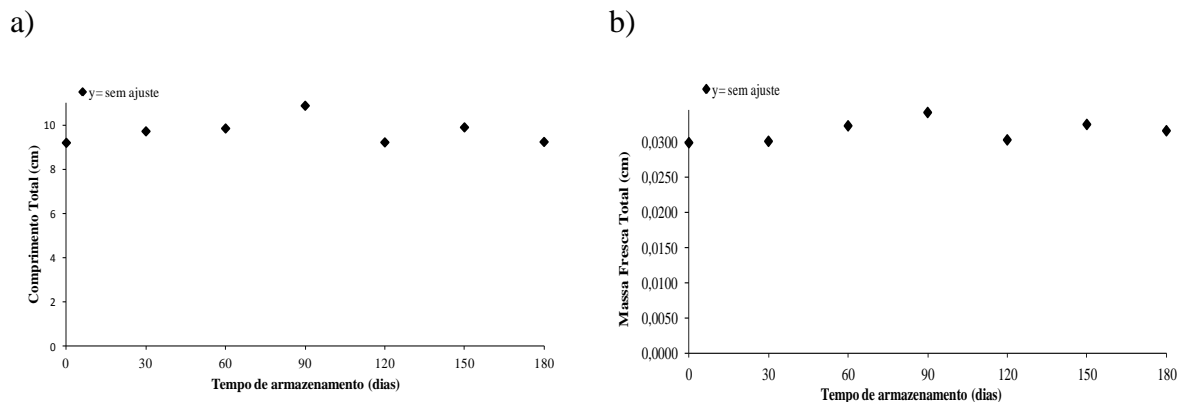 a)
y= sem ajuste
Comprimento Total (cm)
10
8
6
4
2
0
0 30 60 90 120 150 180
Tempo de armazenamento (dias)
b)
y= sem ajuste
Massa Fresca Total (cm)
0,0300
0,0250
0,0200
0,0150
0,0100
0,0050
0,0000
0 30 60 90 120 150 180
Tempo de armazenamento (dias)